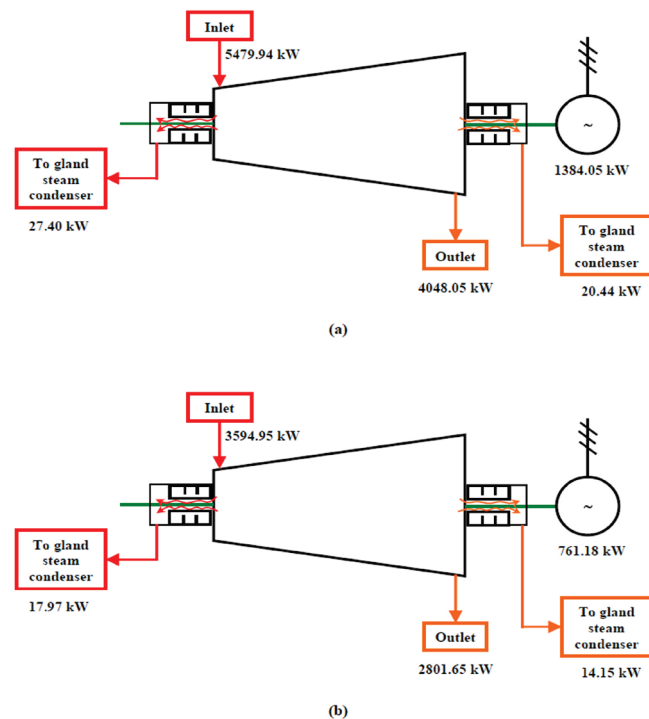 Inlet
5479.94 kW
~
1384.05 kW
To gland
steam
condenser
27.40 kW
Outlet
4048.05 kW
To gland
steam
condenser
20.44 kW
(a)
Inlet
3594.95 kW
~
761.18 kW
To gland
steam
condenser
17.97 kW
Outlet
2801.65 kW
To gland
steam
condenser
14.15 kW
(b)